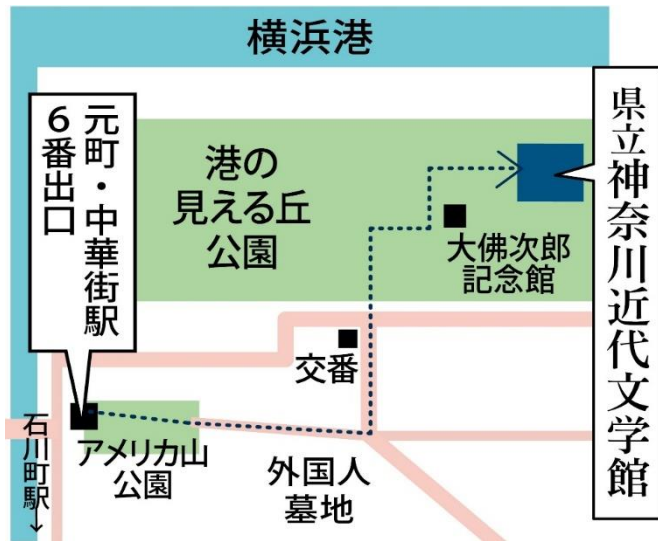 横浜港
元町・中華街駅
６番出口
港の
見える丘
公園
県立神奈川近代文学館
大佛次郎
記念館
交番
アメリカ山
公園
外国人
墓地
石川町駅→